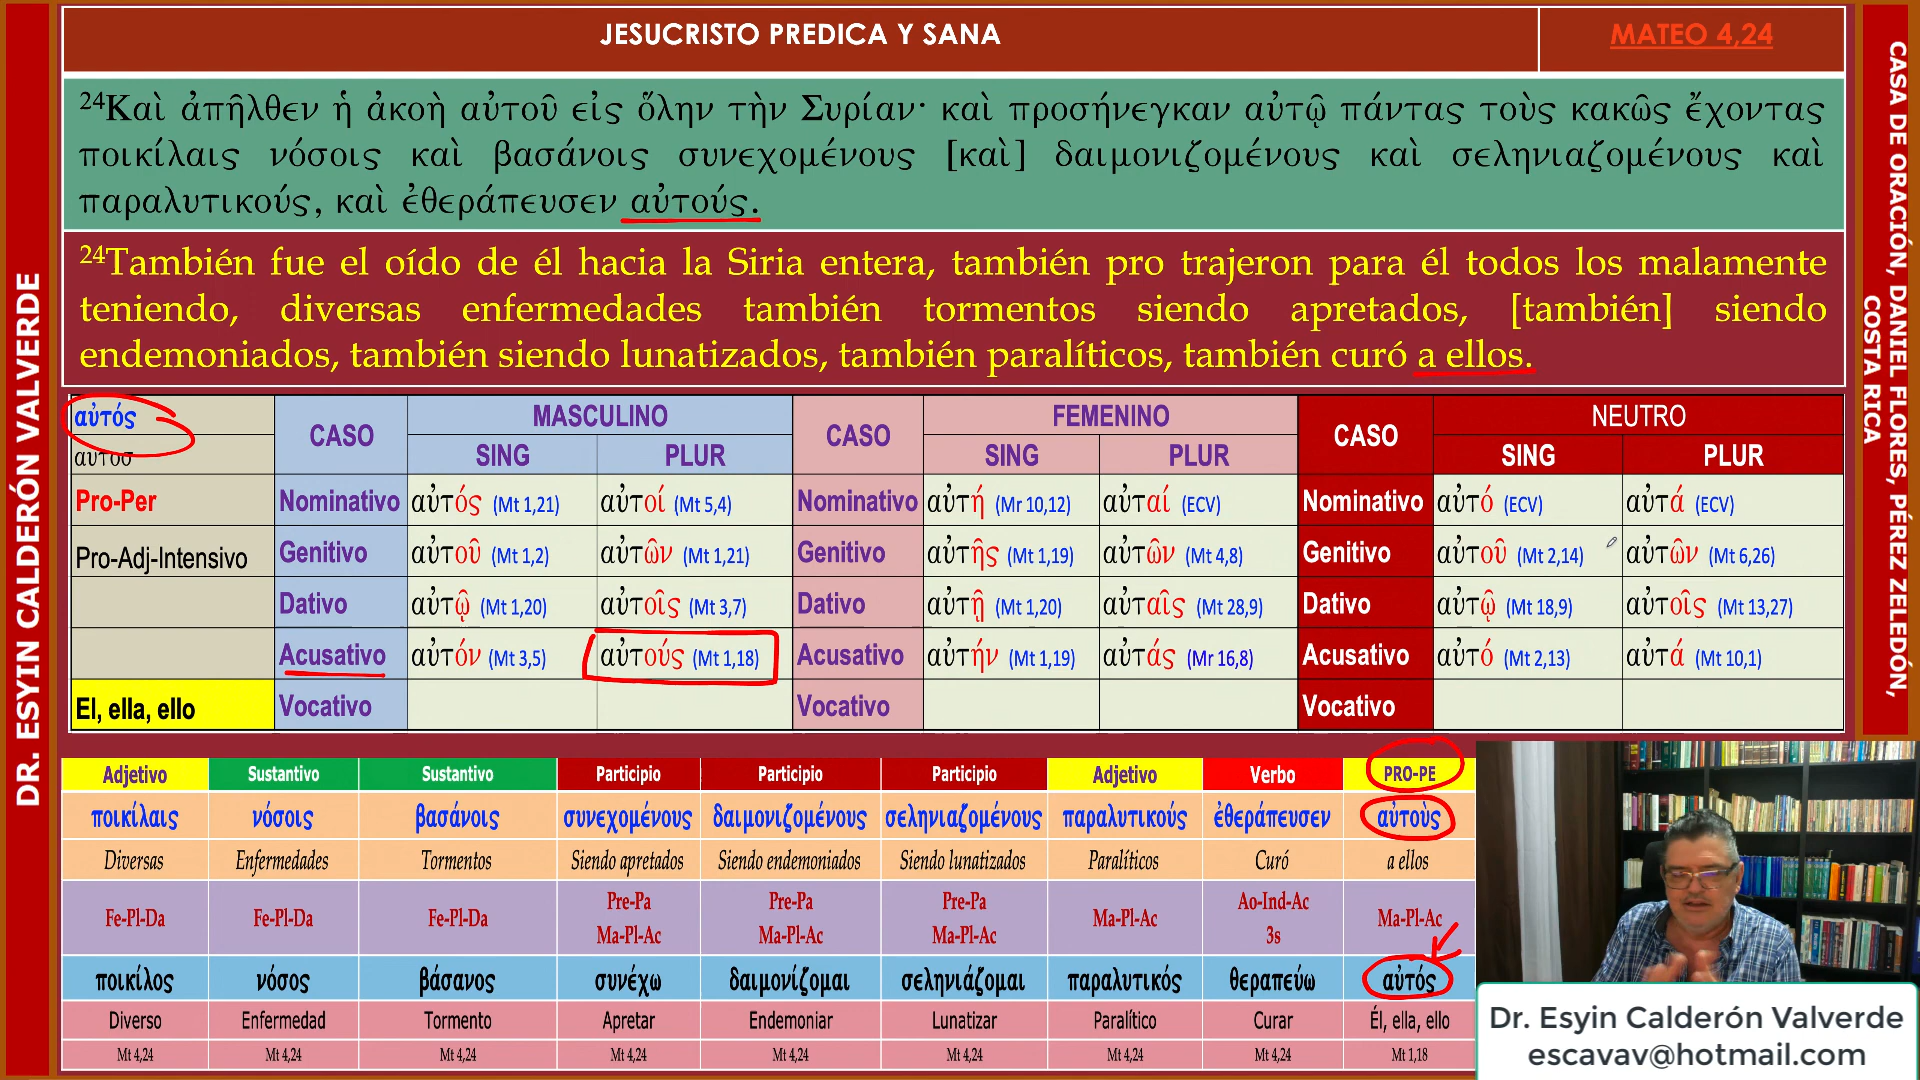 JESUCRISTO PREDICA Y SANA
MATEO 4,24
24Καὶ ἀπῆλθεν ἡ ἀκοὴ αὐτοῦ εἰς ὅλην τὴν Συρίαν· καὶ προσήνεγκαν αὐτῷ πάντας τοὺς κακῶς ἔχοντας
ποικίλαις νόσοις καὶ βασάνοις συνεχομένους [καὶ] δαιμονιζομένους καὶ σεληνιαζομένους καὶ
παραλυτικούς, καὶ ἐθεράπευσεν αὐτούς.
24También fue el oído de él hacia la Siria entera, también pro trajeron para él todos los malamente
teniendo, diversas enfermedades también tormentos siendo apretados, [también] siendo
endemoniados, también siendo lunatizados, también paralíticos, también curó a ellos.
αὐτός CASO MASCULINO CASO FEMENINO CASO NEUTRO
αυτοσ SING PLUR SING PLUR SING PLUR
Pro-Per Nominativo αὐτός (Mt 1,21) αὐτοί (Mt 5,4) Nominativo αὐτή (Mr 10,12) αὐταί (ECV) Nominativo αὐτό (ECV) αὐτά (ECV)
Pro-Adj-Intensivo Genitivo αὐτοῦ (Mt 1,2) αὐτῶν (Mt 1,21) Genitivo αὐτῆς (Mt 1,19) αὐτῶν (Mt 4,8) Genitivo αὐτοῦ (Mt 2,14) αὐτῶν (Mt 6,26)
Dativo αὐτῷ (Mt 1,20) αὐτοῖς (Mt 3,7) Dativo αὐτῇ (Mt 1,20) αὐταῖς (Mt 28,9) Dativo αὐτῷ (Mt 18,9) αὐτοῖς (Mt 13,27)
Acusativo αὐτόν (Mt 3,5) αὐτούς (Mt 1,18) Acusativo αὐτήν (Mt 1,19) αὐτάς (Mr 16,8) Acusativo αὐτό (Mt 2,13) αὐτά (Mt 10,1)
El, ella, ello Vocativo Vocativo Vocativo
Adjetivo Sustantivo Sustantivo Participio Participio Participio Adjetivo Verbo PRO-PE
ποικίλαις νόσοις βασάνοις συνεχομένους δαιμονιζομένους σεληνιαζομένους παραλυτικούς ἐθεράπευσεν αὐτοὺς
Diversas Enfermedades Tormentos Siendo apretados Siendo endemoniados Siendo lunatizados Paralíticos Curó a ellos
Fe-Pl-Da Fe-Pl-Da Fe-Pl-Da Pre-Pa Ma-Pl-Ac Pre-Pa Ma-Pl-Ac Pre-Pa Ma-Pl-Ac Ma-Pl-Ac Ao-Ind-Ac 3s Ma-Pl-Ac
ποικίλος νόσος βάσανος συνέχω δαιμονίζομαι σεληνιάζομαι παραλυτικός θεραπεύω αὐτός
Diverso Enfermedad Tormento Apretar Endemoniar Lunatizar Paralítico Curar Él, ella, ello
Mt 4,24 Mt 4,24 Mt 4,24 Mt 4,24 Mt 4,24 Mt 4,24 Mt 4,24 Mt 4,24 Mt 1,18
DR. ESYIN CALDERÓN VALVERDE
CASA DE ORACIÓN, DANIEL FLORES, PÉREZ ZELEDÓN,
COSTA RICA
Dr. Esyin Calderón Valverde
escavav@hotmail.com